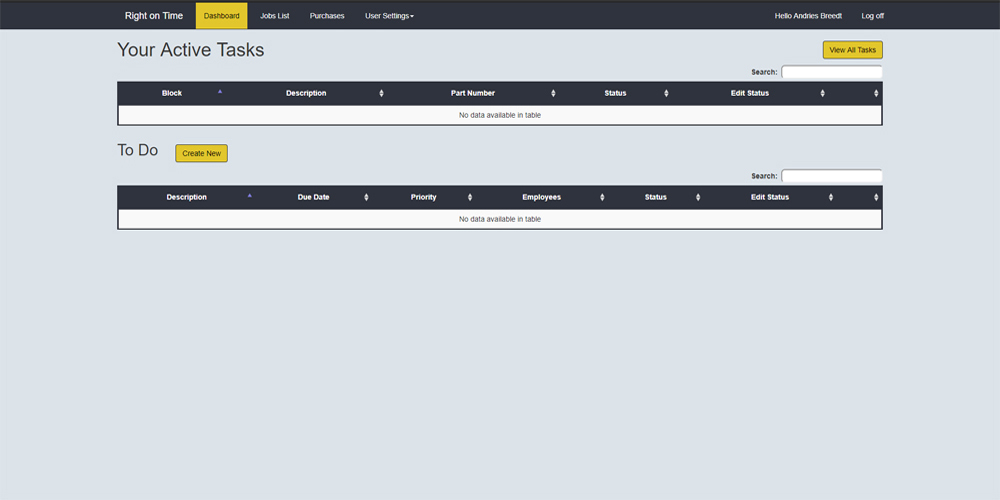 Right on Time Dashboard Jobs List Purchases User Settings Hello Andries Breedt Log off
Your Active Tasks View All Tasks
Search:
Block Description Part Number Status Edit Status
No data available in table
To Do Create New
Search:
Description Due Date Priority Employees Status Edit Status
No data available in table